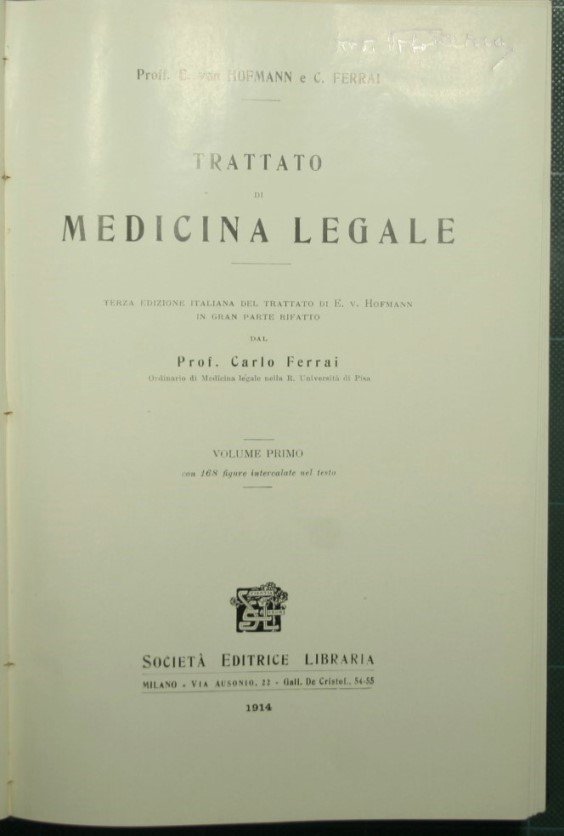 Proff. E. von HOFMANN e C. FERRAI
TRATTATO
DI
MEDICINA LEGALE
TERZA EDIZIONE ITALIANA DEL TRATTATO DI E. V. HOFMANN
IN GRAN PARTE RIFATTO
DAL
Prof. Carlo Ferrai
Ordinario di Medicina legale nella R. Università di Pisa
VOLUME PRIMO
con 168 figure intercalate nel testo
SOCIETÀ EDITRICE LIBRARIA
MILANO - VIA AUSONIO, 22 - Gall. De Cristof., 54-55
1914